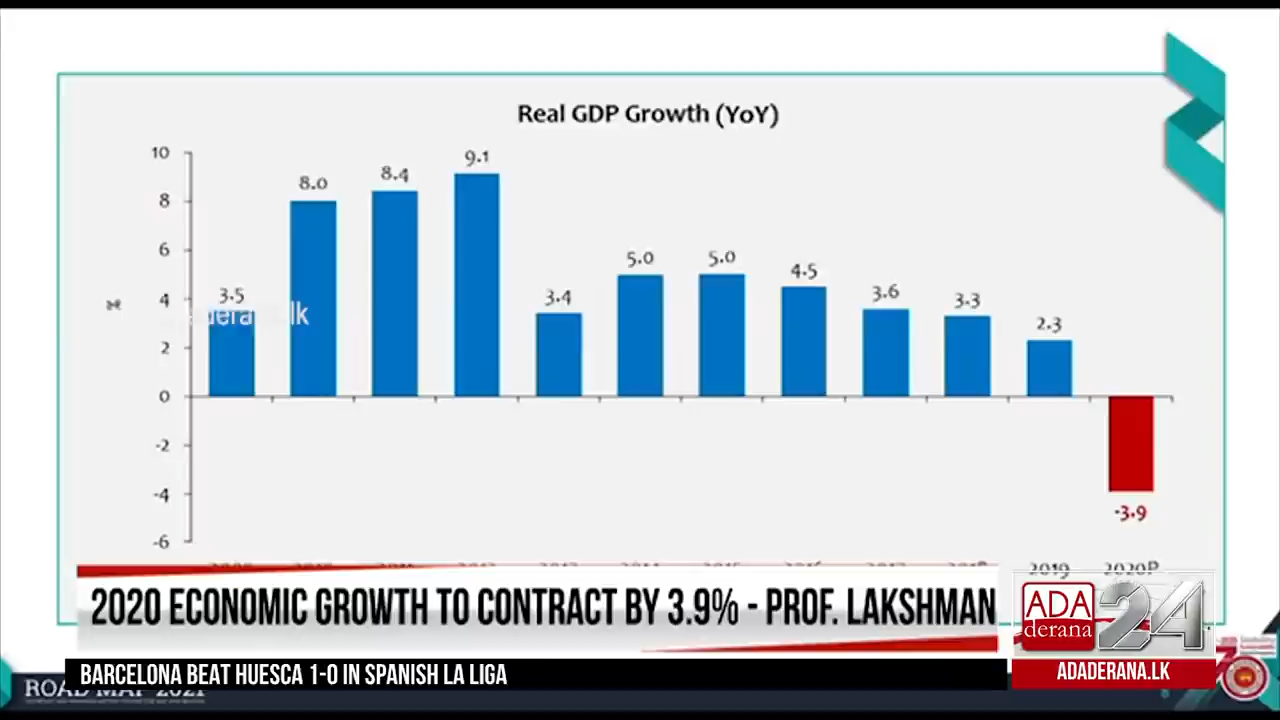 Real GDP Growth (YoY)
10
8
6
4
2
0
-2
-4
-6
%
3.5
8.0
8.4
9.1
3.4
5.0
5.0
4.5
3.6
3.3
2.3
-3.9
2019 2020P
2020 ECONOMIC GROWTH TO CONTRACT BY 3.9% - PROF. LAKSHMAN
ADA
derana
24
ADADERANA.LK
BARCELONA BEAT HUESCA 1-0 IN SPANISH LA LIGA
ROAD MAP 2021